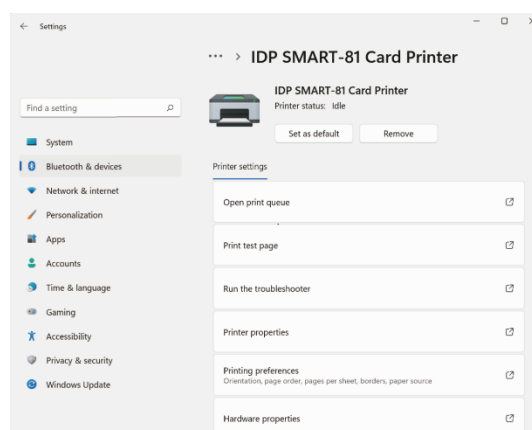 Settings
··· > IDP SMART-81 Card Printer
IDP SMART-81 Card Printer
Printer status: Idle
Set as default Remove
Find a setting
System
Bluetooth & devices
Network & internet
Personalization
Apps
Accounts
Time & language
Gaming
Accessibility
Privacy & security
Windows Update
Printer settings
Open print queue
Print test page
Run the troubleshooter
Printer properties
Printing preferences
Orientation, page order, pages per sheet, borders, paper source
Hardware properties